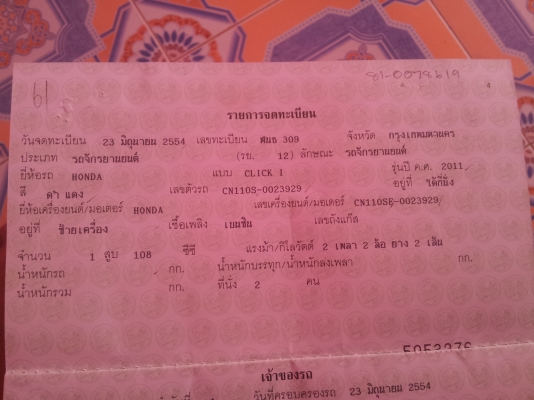 61
81-0078619
รายการจดทะเบียน
วันจดทะเบียน 23 มิถุนายน 2554 เลขทะเบียน ศนธ 309 จังหวัด กรุงเทพมหานคร
ประเภท รถจักรยานยนต์ (รย. 12) ลักษณะ รถจักรยานยนต์
ยี่ห้อรถ HONDA แบบ CLICK I รุ่นปี ค.ศ. 2011
สี ดำ แดง เลขตัวรถ CN110S-0023929 อยู่ที่ ใต้ที่นั่ง
ยี่ห้อเครื่องยนต์/มอเตอร์ HONDA เลขเครื่องยนต์/มอเตอร์ CN110SE-0023929
อยู่ที่ ซ้ายเครื่อง เชื้อเพลิง เบนซิน เลขถังแก๊ส
จำนวน 1 สูบ 108 ซีซี แรงม้า/กิโลวัตต์ 2 เพลา 2 ล้อ ยาง 2 เส้น
น้ำหนักรถ กก. น้ำหนักบรรทุก/น้ำหนักลงเพลา กก.
น้ำหนักรวม กก. ที่นั่ง 2 คน
5053276
เจ้าของรถ
วันที่ครอบครองรถ 23 มิถุนายน 2554